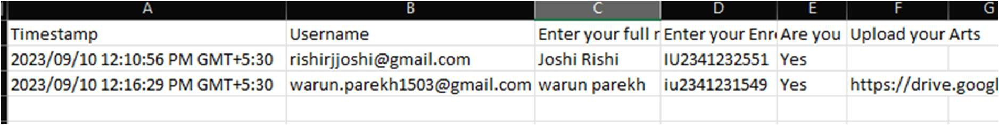 A B C D E F G
Timestamp Username Enter your full Enter your Are you Upload your Arts
2023/09/10 12:10:56 PM GMT+5:30 rishirjjoshi@gmail.com Joshi Rishi IU2341232551 Yes
2023/09/10 12:16:29 PM GMT+5:30 warun.parekh1503@gmail.com warun parekh iu2341231549 Yes https://drive.googl